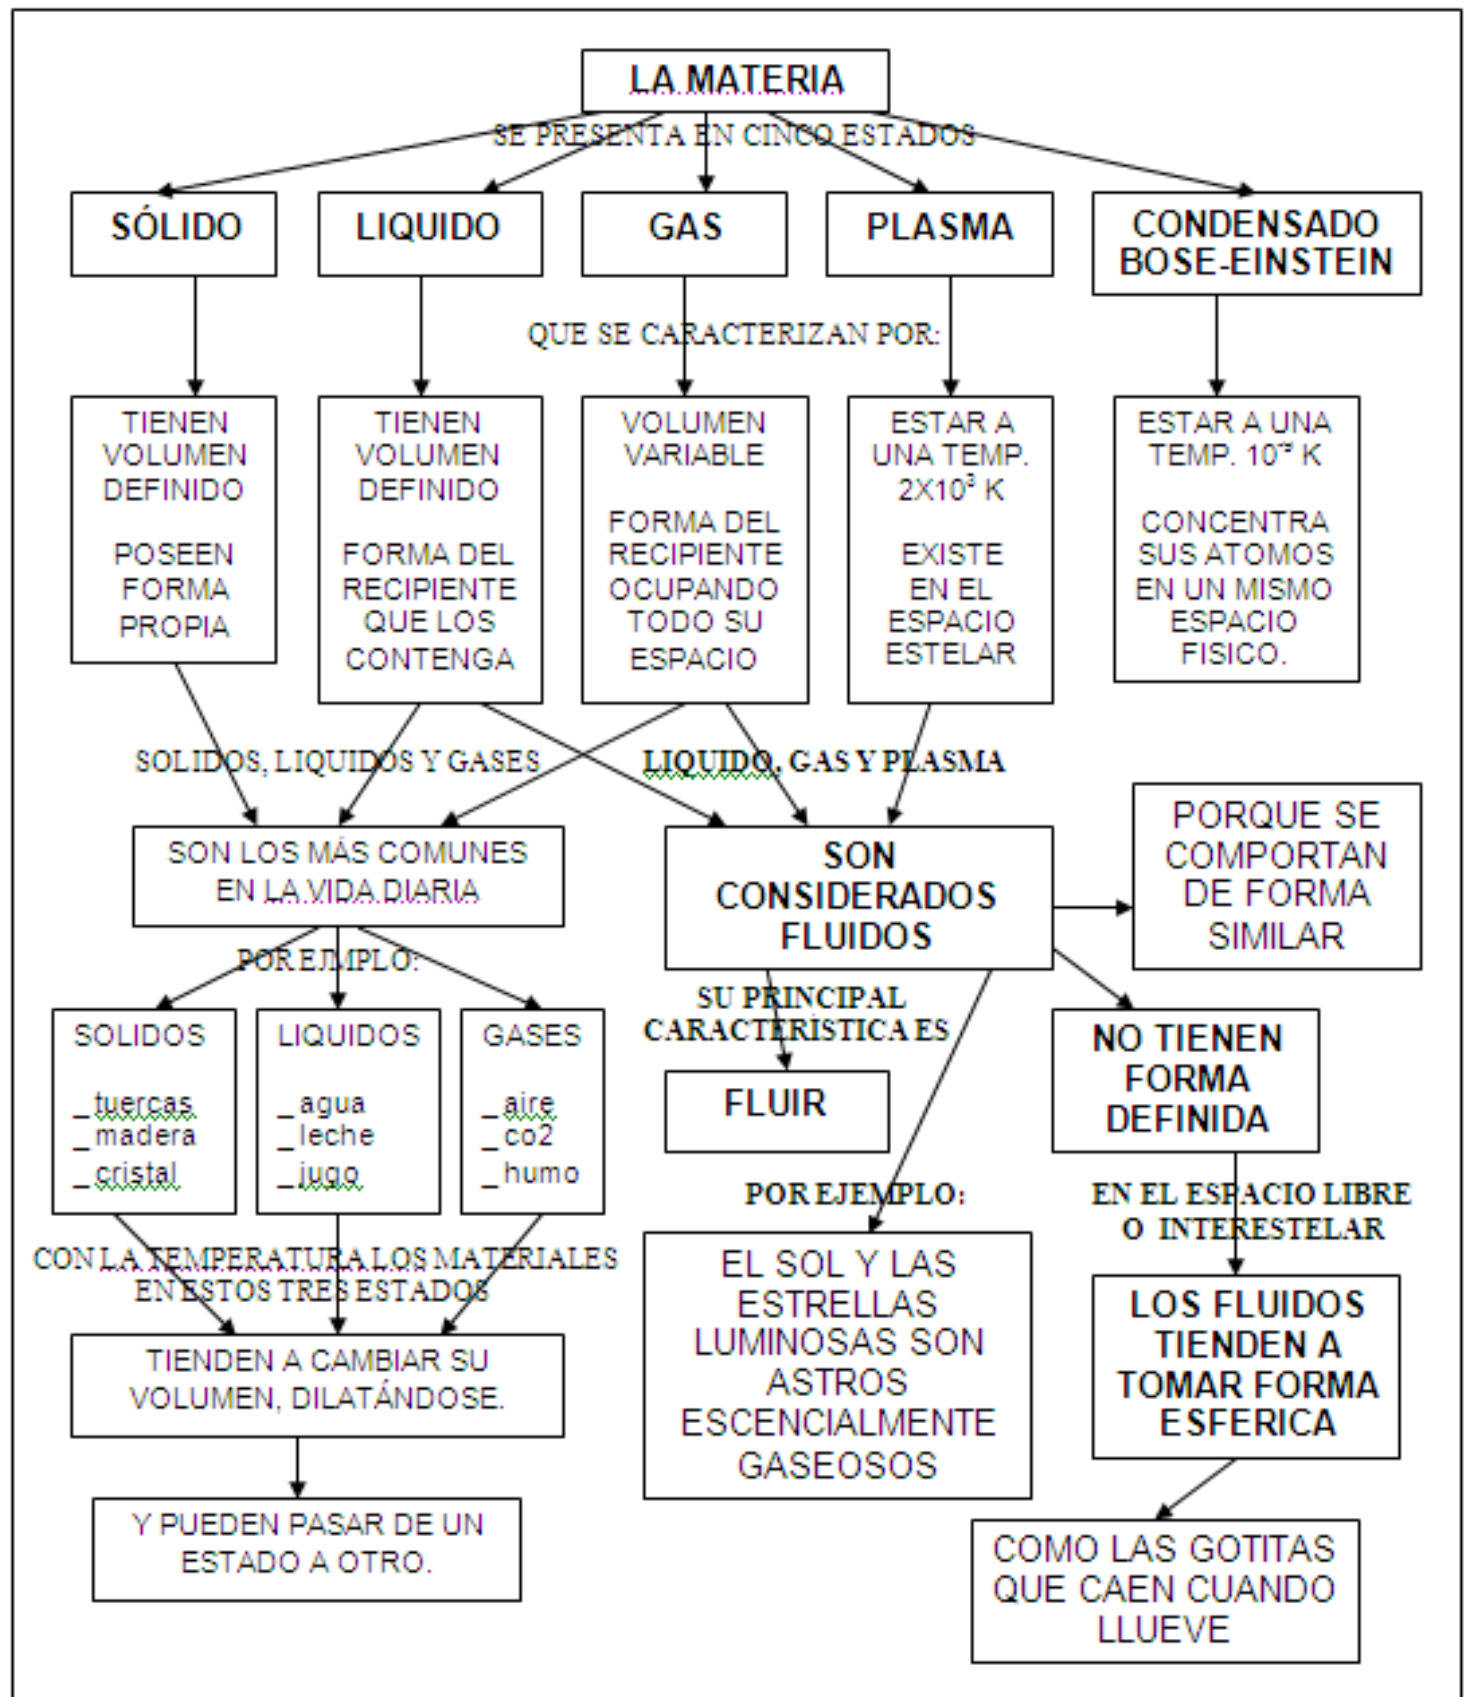 LA MATERIA
SE PRESENTA EN CINCO ESTADOS
SÓLIDO
LIQUIDO
GAS
PLASMA
CONDENSADO
BOSE-EINSTEIN
QUE SE CARACTERIZAN POR:
TIENEN
VOLUMEN
DEFINIDO
POSEEN
FORMA
PROPIA
TIENEN
VOLUMEN
DEFINIDO
FORMA DEL
RECIPIENTE
QUE LOS
CONTENGA
VOLUMEN
VARIABLE
FORMA DEL
RECIPIENTE
OCUPANDO
TODO SU
ESPACIO
ESTAR A
UNA TEMP.
2X10³ K
EXISTE
EN EL
ESPACIO
ESTELAR
ESTAR A UNA
TEMP. 10⁻⁹ K
CONCENTRA
SUS ATOMOS
EN UN MISMO
ESPACIO
FISICO.
SOLIDOS, LIQUIDOS Y GASES
LIQUIDO, GAS Y PLASMA
SON LOS MÁS COMUNES
EN LA VIDA DIARIA
SON
CONSIDERADOS
FLUIDOS
PORQUE SE
COMPORTAN
DE FORMA
SIMILAR
POR EJMPLO:
SOLIDOS
_tuercas
_madera
_cristal
LIQUIDOS
_agua
_leche
_jugo
GASES
_aire
_co2
_humo
SU PRINCIPAL
CARACTERÍSTICA ES
FLUIR
NO TIENEN
FORMA
DEFINIDA
POR EJEMPLO:
EN EL ESPACIO LIBRE
O INTERESTELAR
CON LA TEMPERATURA LOS MATERIALES
EN ESTOS TRES ESTADOS
TIENDEN A CAMBIAR SU
VOLUMEN, DILATÁNDOSE.
Y PUEDEN PASAR DE UN
ESTADO A OTRO.
EL SOL Y LAS
ESTRELLAS
LUMINOSAS SON
ASTROS
ESCENCIALMENTE
GASEOSOS
LOS FLUIDOS
TIENDEN A
TOMAR FORMA
ESFERICA
COMO LAS GOTITAS
QUE CAEN CUANDO
LLUEVE